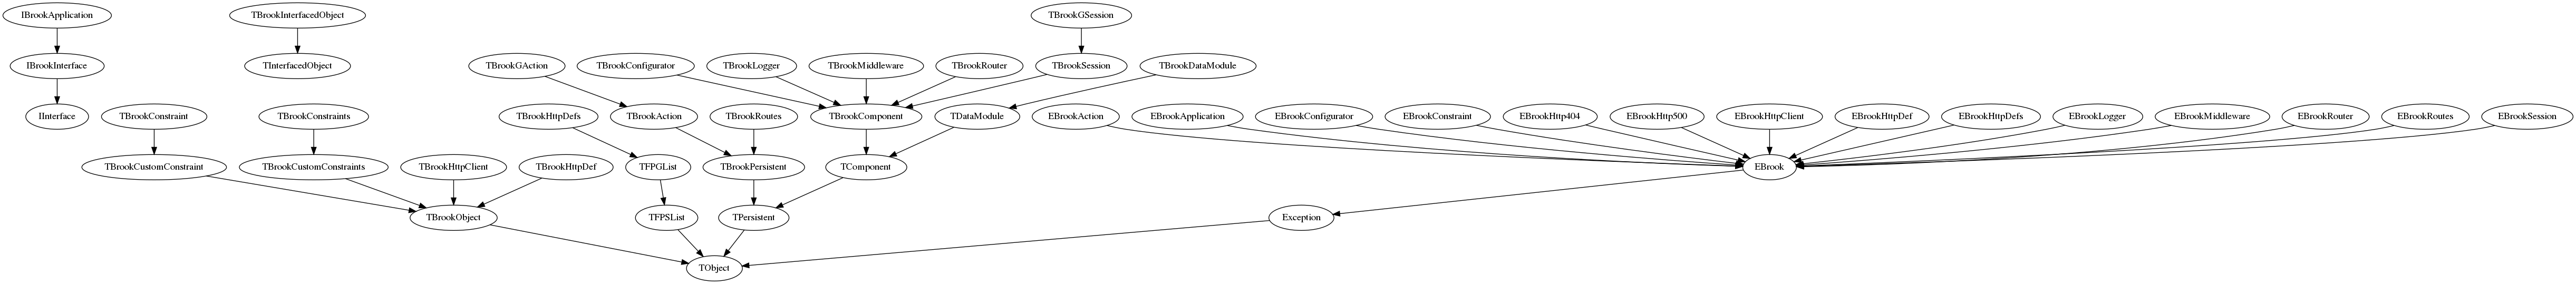 IBrookApplication
TBrookInterfacedObject
TBrookGSession
IBrookInterface
TInterfacedObject
TBrookGAction
TBrookConfigurator
TBrookLogger
TBrookMiddleware
TBrookRouter
TBrookSession
TBrookDataModule
IInterface
TBrookConstraint
TBrookConstraints
TBrookHttpDefs
TBrookAction
TBrookRoutes
TBrookComponent
TDataModule
EBrookAction
EBrookApplication
EBrookConfigurator
EBrookConstraint
EBrookHttp404
EBrookHttp500
EBrookHttpClient
EBrookHttpDef
EBrookHttpDefs
EBrookLogger
EBrookMiddleware
EBrookRouter
EBrookRoutes
EBrookSession
TBrookCustomConstraint
TBrookCustomConstraints
TBrookHttpClient
TBrookHttpDef
TFPGList
TBrookPersistent
TComponent
EBrook
TBrookObject
TFPSList
TPersistent
Exception
TObject